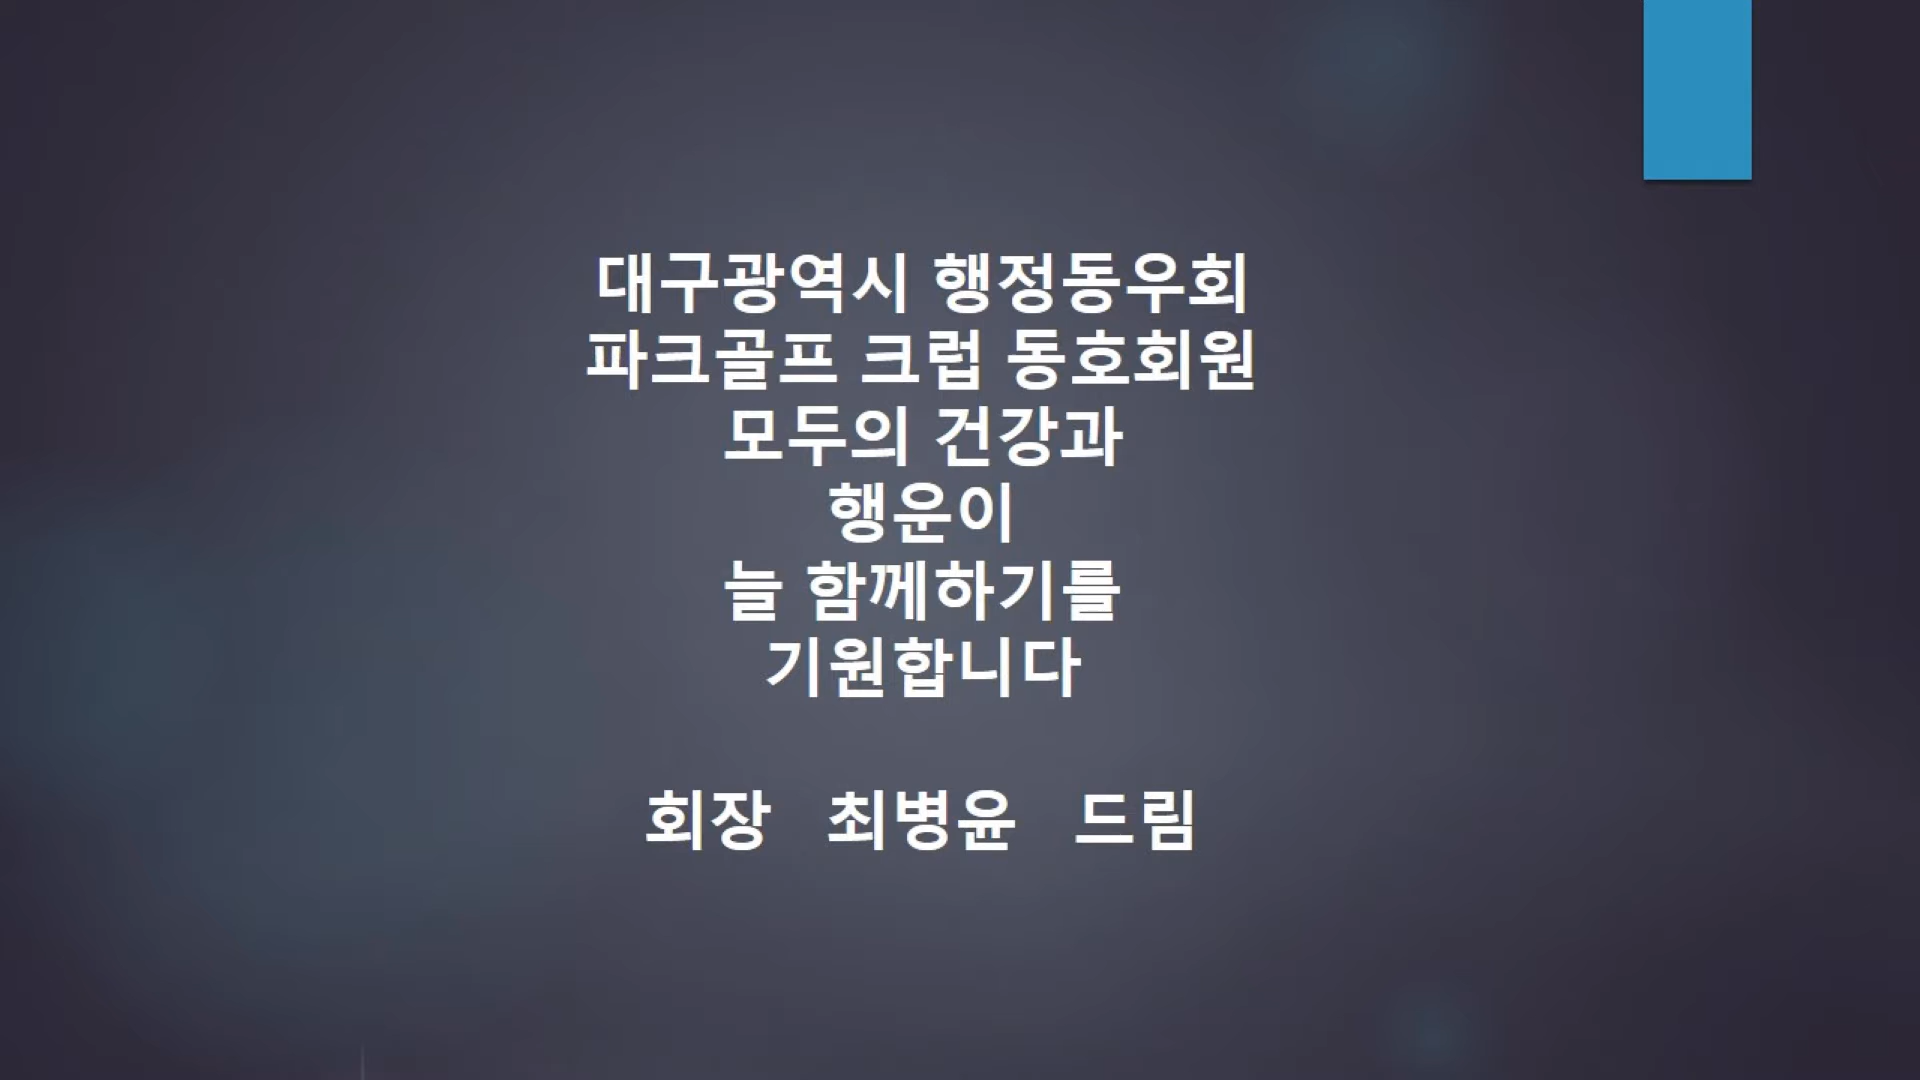 대구광역시 행정동우회
파크골프 크럽 동호회원
모두의 건강과
행운이
늘 함께하기를
기원합니다
회장 최병윤 드림